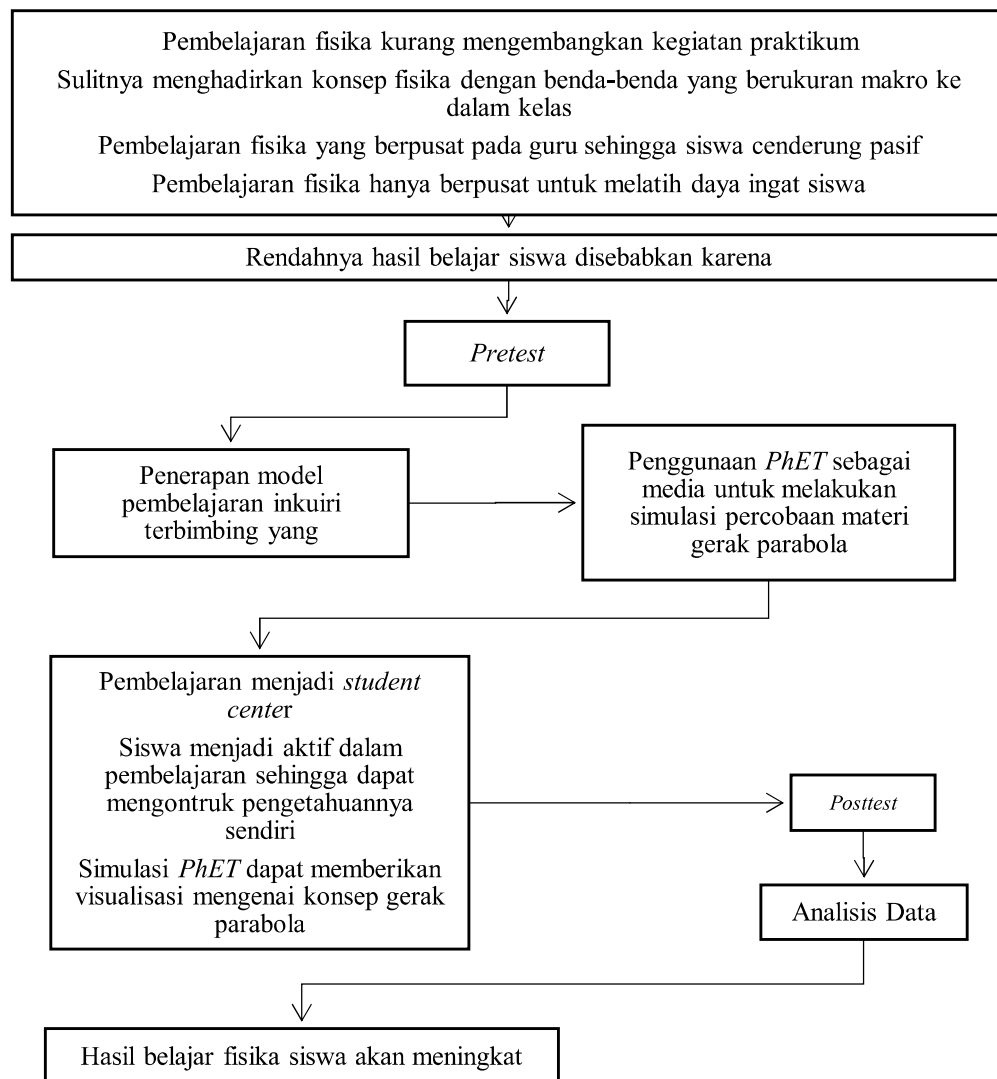 Pembelajaran fisika kurang mengembangkan kegiatan praktikum
Sulitnya menghadirkan konsep fisika dengan benda-benda yang berukuran makro ke
dalam kelas
Pembelajaran fisika yang berpusat pada guru sehingga siswa cenderung pasif
Pembelajaran fisika hanya berpusat untuk melatih daya ingat siswa
Rendahnya hasil belajar siswa disebabkan karena
Pretest
Penerapan model
pembelajaran inkuiri
terbimbing yang
Penggunaan PhET sebagai
media untuk melakukan
simulasi percobaan materi
gerak parabola
Pembelajaran menjadi student
center
Siswa menjadi aktif dalam
pembelajaran sehingga dapat
mengontruk pengetahuannya
sendiri
Simulasi PhET dapat memberikan
visualisasi mengenai konsep gerak
parabola
Posttest
Analisis Data
Hasil belajar fisika siswa akan meningkat